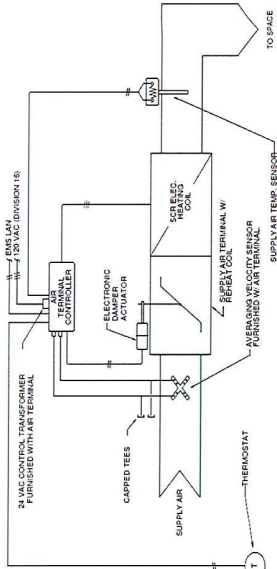 TO SPACE
EMS LAN
120 VAC (DIVISION 16)
AIR
TERMINAL
CONTROLLER
24 VAC CONTROL TRANSFORMER
FURNISHED WITH AIR TERMINAL
ELECTRONIC
DAMPER
ACTUATOR
SCR ELEC.
HEATING
COIL
SUPPLY AIR TEMP. SENSOR
SUPPLY AIR TERMINAL W/
REHEAT COIL
AVERAGING VELOCITY SENSOR
FURNISHED W/ AIR TERMINAL.
CAPPED TEES
SUPPLY AIR
THERMOSTAT
T